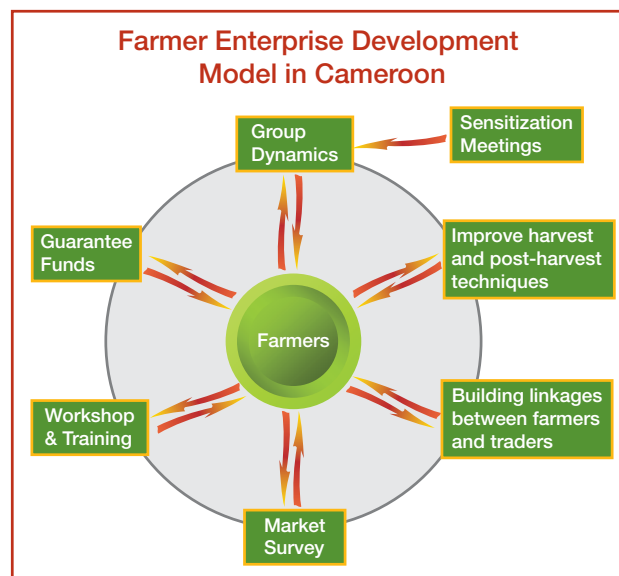 Farmer Enterprise Development
Model in Cameroon
Group
Dynamics
Sensitization
Meetings
Guarantee
Funds
Improve harvest
and post-harvest
techniques
Farmers
Workshop
& Training
Building linkages
between farmers
and traders
Market
Survey